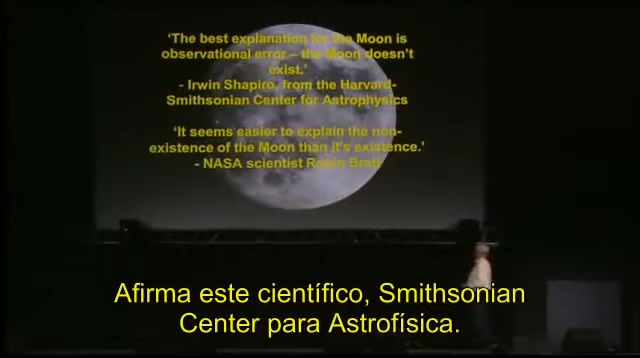 'The best explanation for the Moon is
observational error – the Moon doesn't
exist.'
- Irwin Shapiro, from the Harvard-
Smithsonian Center for Astrophysics
'It seems easier to explain the non-
existence of the Moon than it's existence.'
- NASA scientist Robin Brett
Afirma este científico, Smithsonian
Center para Astrofísica.